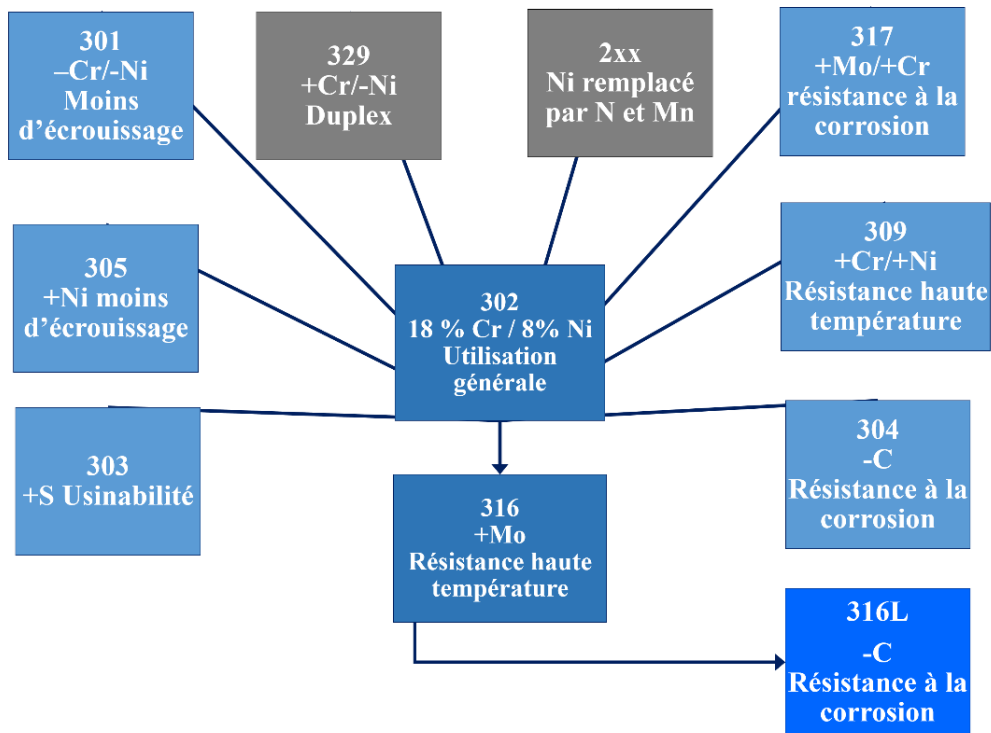 301
–Cr/-Ni
Moins
d’écrouissage
329
+Cr/-Ni
Duplex
2xx
Ni remplacé
par N et Mn
317
+Mo/+Cr
résistance à la
corrosion
305
+Ni moins
d’écrouissage
302
18 % Cr / 8% Ni
Utilisation
générale
309
+Cr/+Ni
Résistance haute
température
303
+S Usinabilité
316
+Mo
Résistance haute
température
304
-C
Résistance à la
corrosion
316L
-C
Résistance à la
corrosion